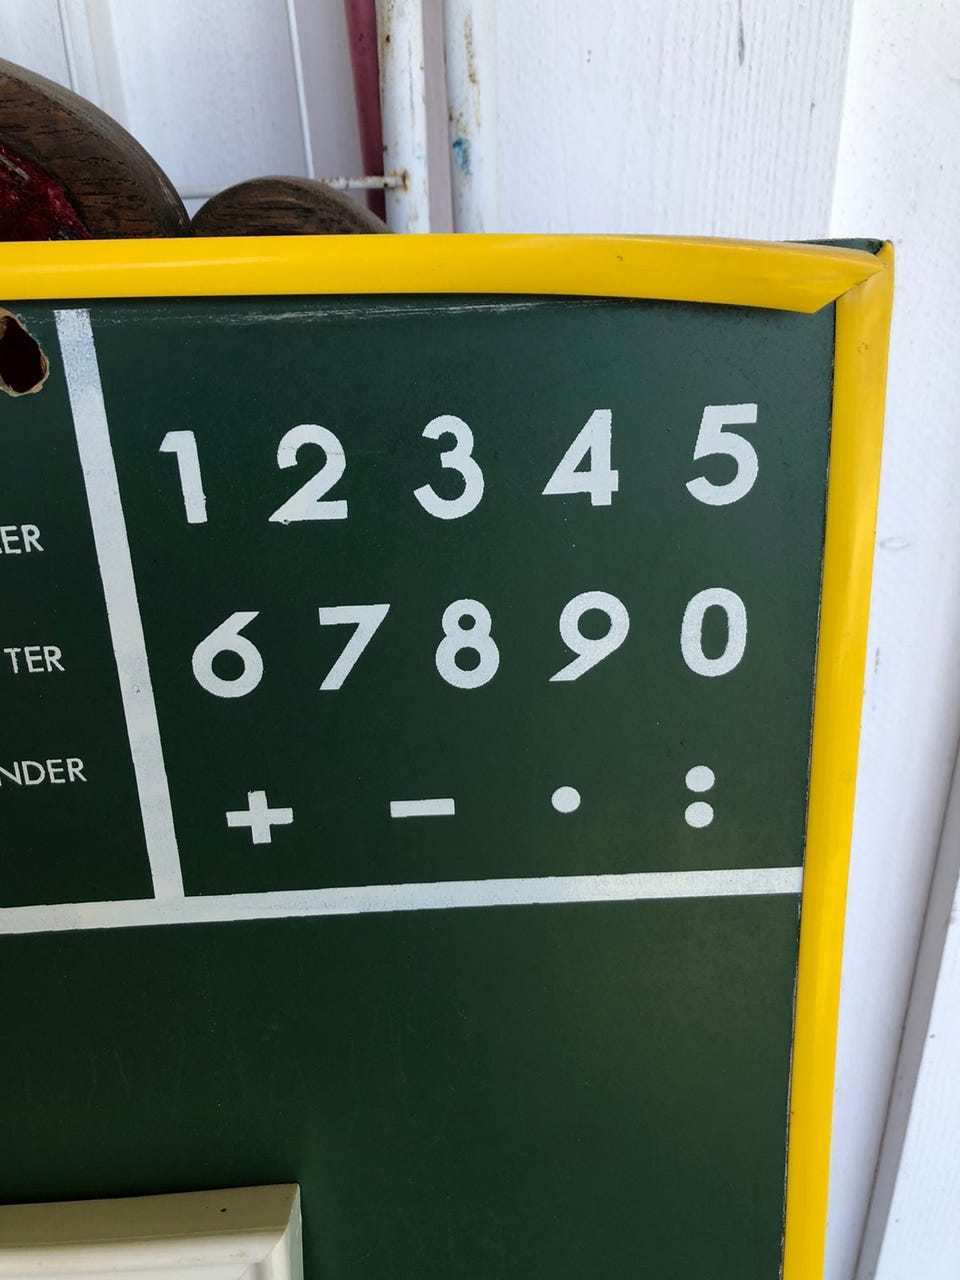 1 2 3 4 5
ER
6 7 8 9 0
TER
NDER
+ − · :